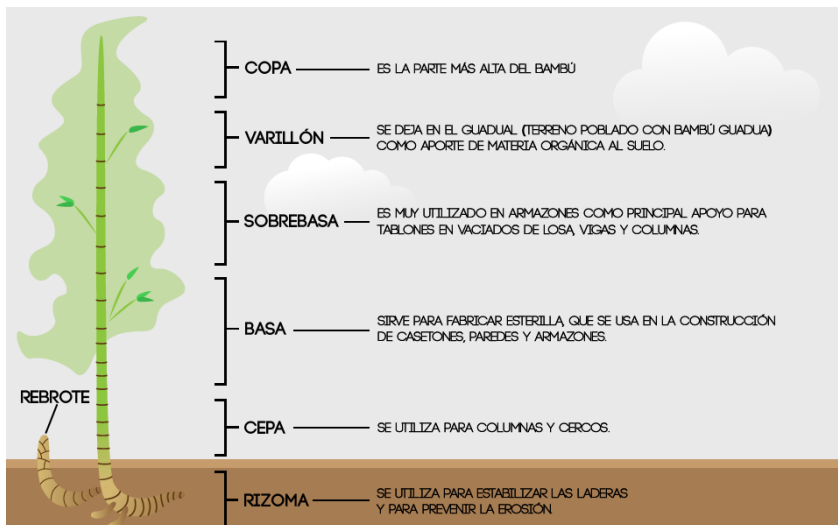 COPA
ES LA PARTE MÁS ALTA DEL BAMBÚ
VARILLÓN
SE DEJA EN EL GUADUAL (TERRENO POBLADO CON BAMBÚ GUADUA)
COMO APORTE DE MATERIA ORGÁNICA AL SUELO.
SOBREBASA
ES MUY UTILIZADO EN ARMAZONES COMO PRINCIPAL APOYO PARA
TABLONES EN VACIADOS DE LOSA, VIGAS Y COLUMNAS.
BASA
SIRVE PARA FABRICAR ESTERILLA, QUE SE USA EN LA CONSTRUCCIÓN
DE CASETONES, PAREDES Y ARMAZONES.
REBROTE
CEPA
SE UTILIZA PARA COLUMNAS Y CERCOS.
RIZOMA
SE UTILIZA PARA ESTABILIZAR LAS LADERAS
Y PARA PREVENIR LA EROSIÓN